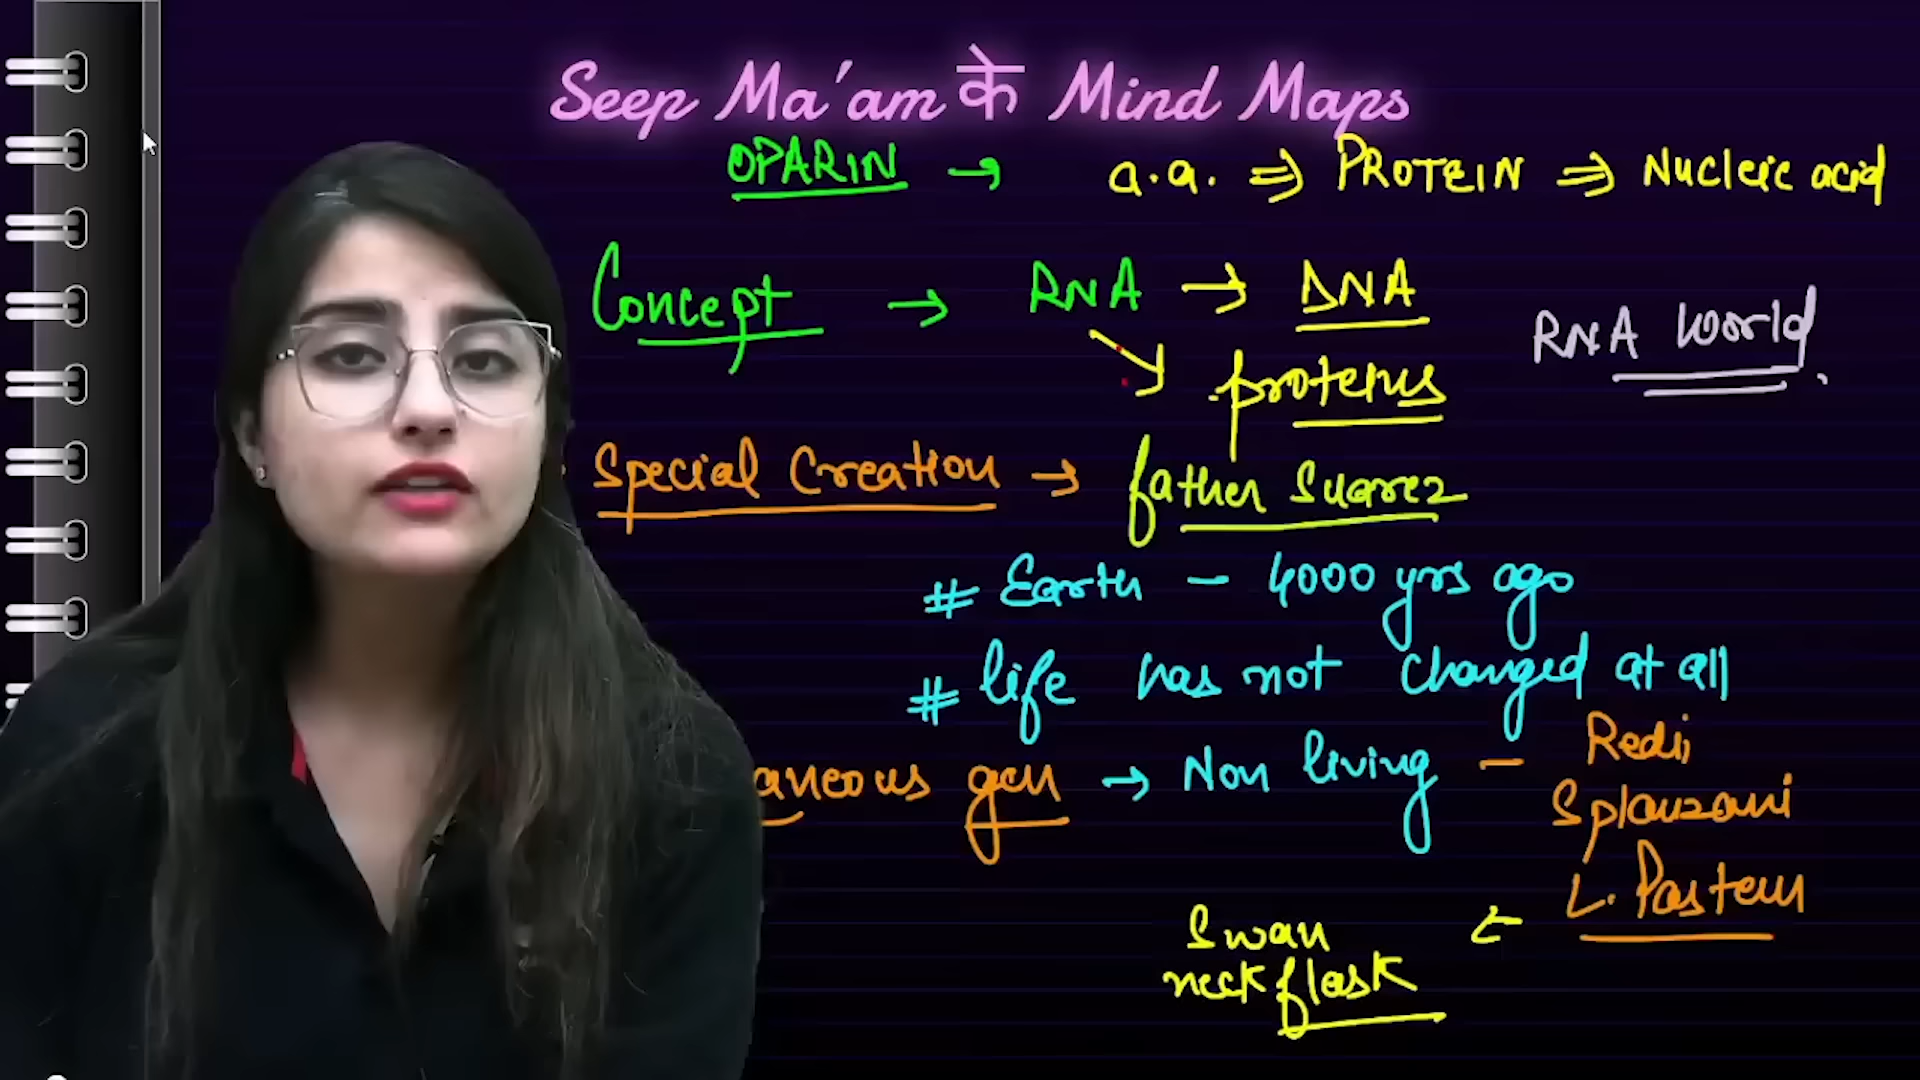 Seep Ma'am के Mind Maps
OPARIN → a.a. ⇒ PROTEIN ⇒ Nucleic acid
Concept → RNA → DNA
RNA World
proteins
Special Creation → father Suarez
# Earth - 4000 yrs ago
# life has not changed at all
aneous gen → Non living - Redi,
Splanzani
L. Pasteur
Swan ←
neck flask